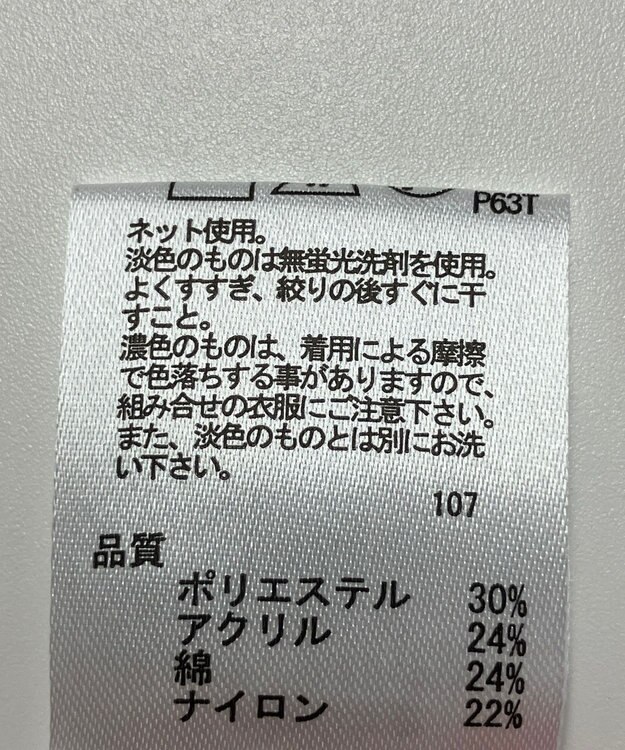 P63T
ネット使用。
淡色のものは無蛍光洗剤を使用。
よくすすぎ、絞りの後すぐに干
すこと。
濃色のものは、着用による摩擦
で色落ちする事がありますので、
組み合せの衣服にご注意下さい。
また、淡色のものとは別にお洗
い下さい。
107
品質
ポリエステル 30%
アクリル 24%
綿 24%
ナイロン 22%